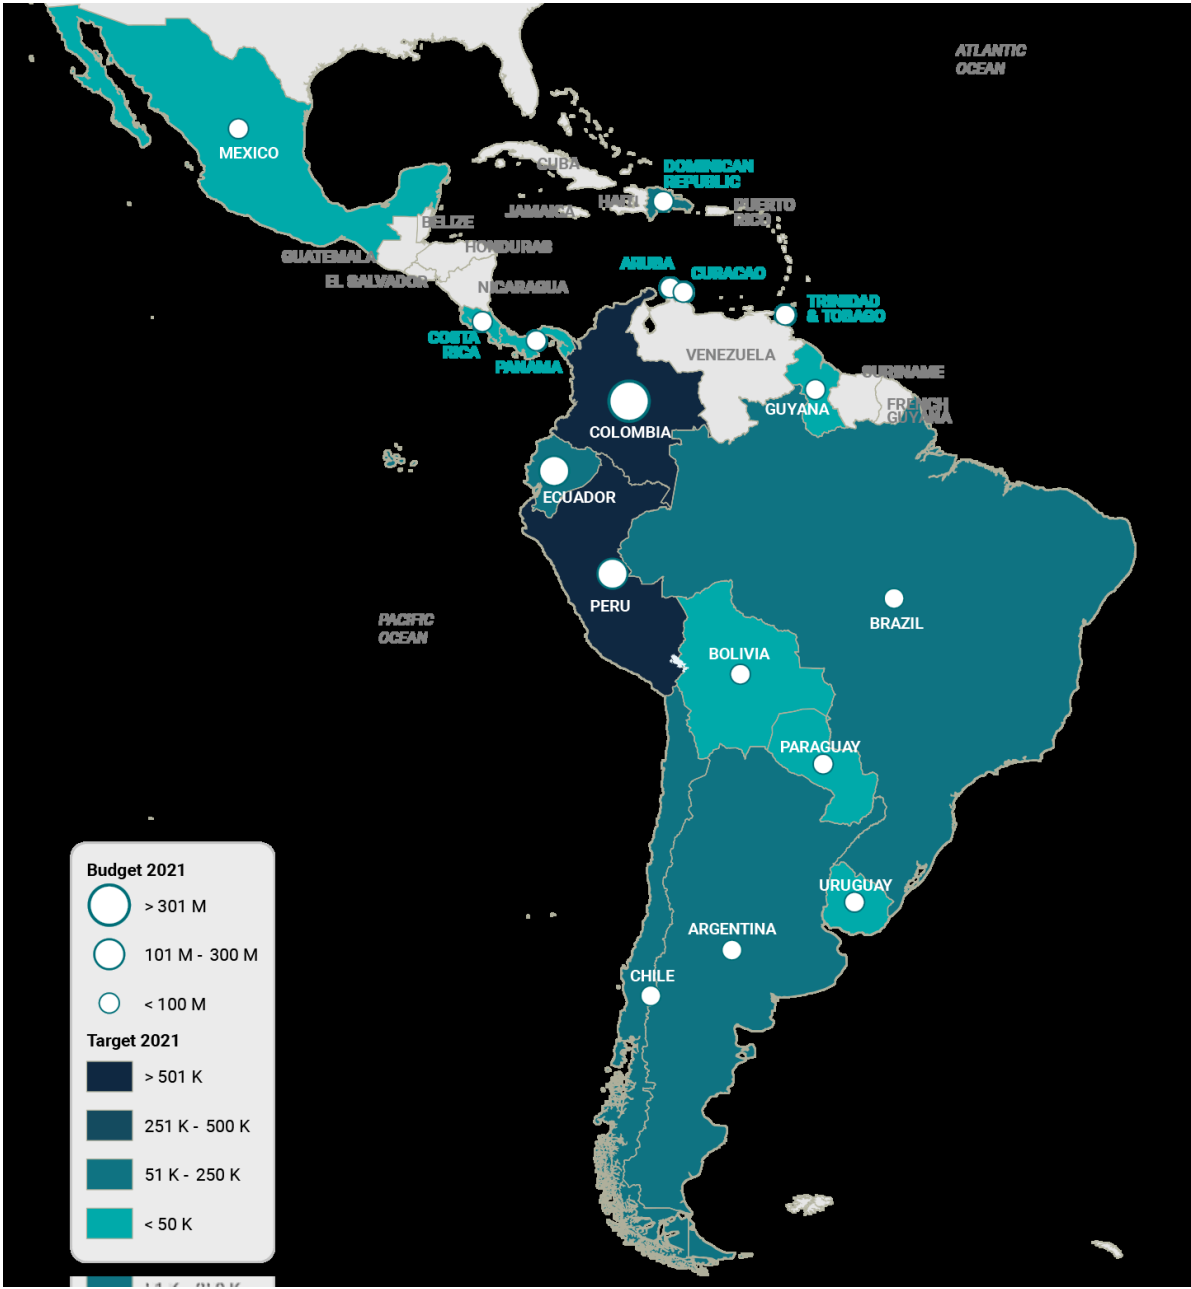 ATLANTIC
OCEAN
MEXICO
CUBA
DOMINICAN
REPUBLIC
HAITI
JAMAICA
PUERTO
RICO
BELIZE
GUATEMALA
HONDURAS
EL SALVADOR
NICARAGUA
ARUBA
CURACAO
TRINIDAD
& TOBAGO
COSTA
RICA
PANAMA
VENEZUELA
SURINAME
GUYANA
FRENCH
GUYANA
COLOMBIA
ECUADOR
PERU
PACIFIC
OCEAN
BRAZIL
BOLIVIA
PARAGUAY
URUGUAY
ARGENTINA
CHILE
Budget 2021
> 301 M
101 M - 300 M
< 100 M
Target 2021
> 501 K
251 K - 500 K
51 K - 250 K
< 50 K